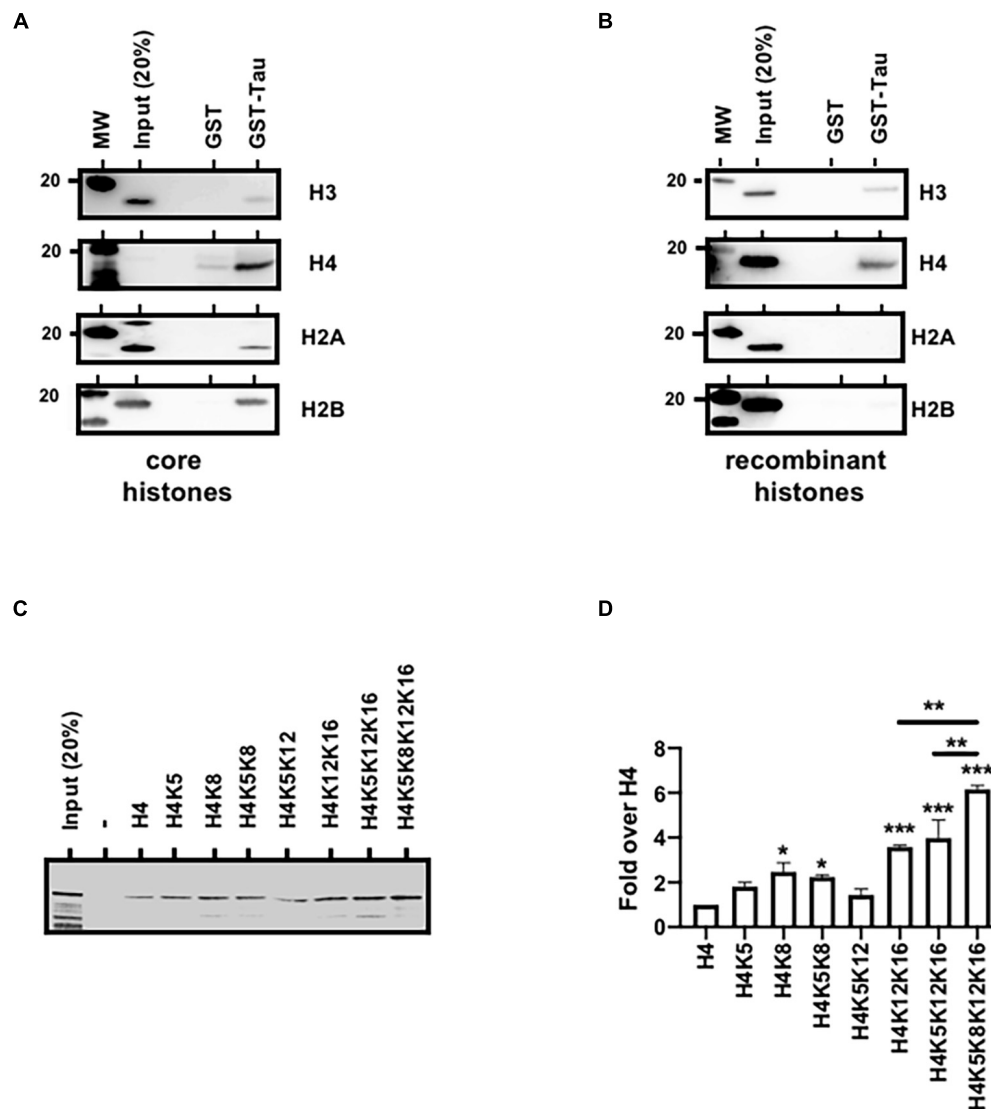 A
MW
Input (20%)
GST
GST-Tau
20
H3
20
H4
20
H2A
20
H2B
core
histones
B
MW
Input (20%)
GST
GST-Tau
20
H3
20
H4
20
H2A
20
H2B
recombinant
histones
C
Input (20%)
-
H4
H4K5
H4K8
H4K5K8
H4K5K12
H4K12K16
H4K5K12K16
H4K5K8K12K16
D
Fold over H4
8
6
4
2
0
*
*
***
***
***
**
**
H4
H4K5
H4K8
H4K5K8
H4K5K12
H4K12K16
H4K5K12K16
H4K5K8K12K16